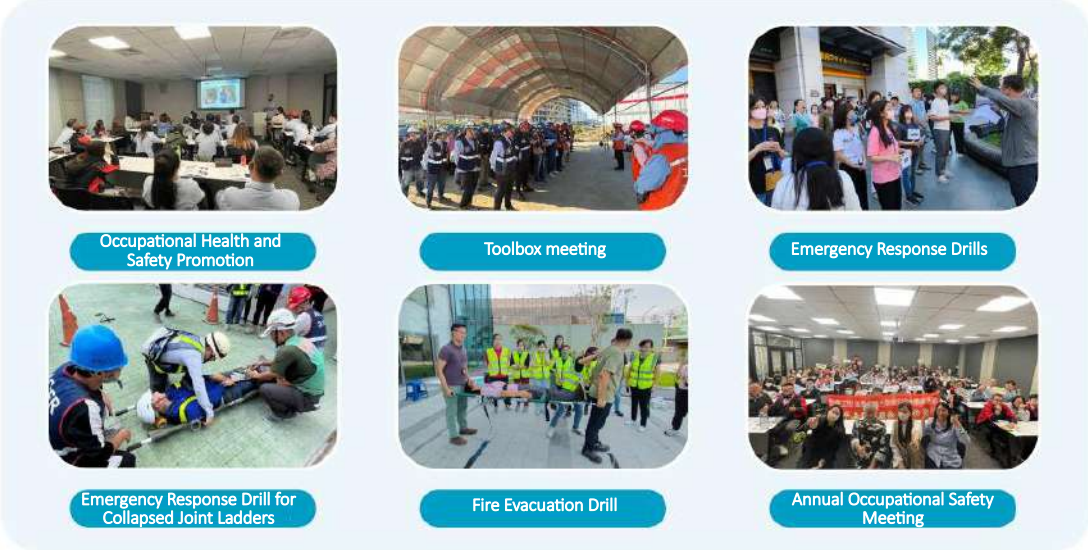 Occupational Health and
Safety Promotion
Toolbox meeting
Emergency Response Drills
Emergency Response Drill for
Collapsed Joint Ladders
Fire Evacuation Drill
Annual Occupational Safety
Meeting